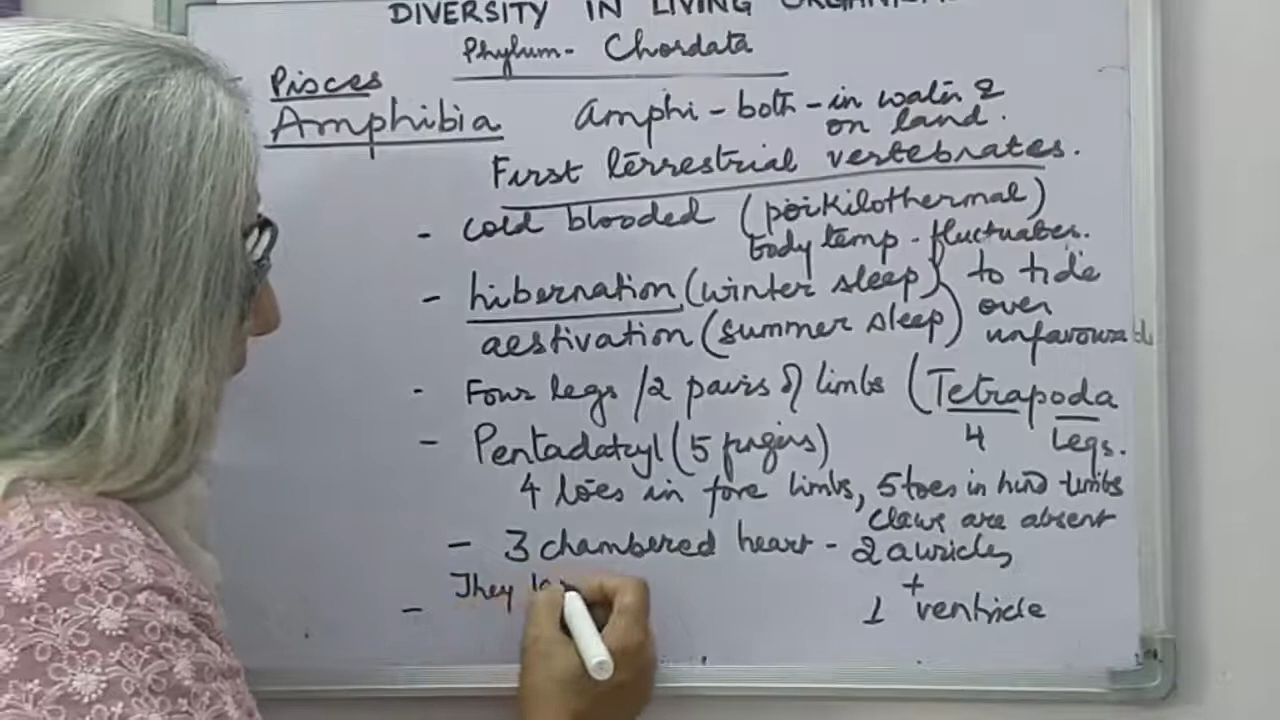 DIVERSITY IN LIVING
Phylum- Chordata
Pisces
Amphibia Amphi - both - in water &
on land.
First terrestrial vertebrates.
- cold blooded (poikilothermal)
body temp - fluctuates.
- hibernation (winter sleep) to tide
over
aestivation (summer sleep) unfavourabl
- Four legs / 2 pairs of limbs (Tetrapoda
4 Legs.
- Pentadatyl (5 fingers)
4 toes in fore limbs, 5 toes in hind limbs
claws are absent
- 3 chambered heart - 2 auricles
+
1 ventricle
- They